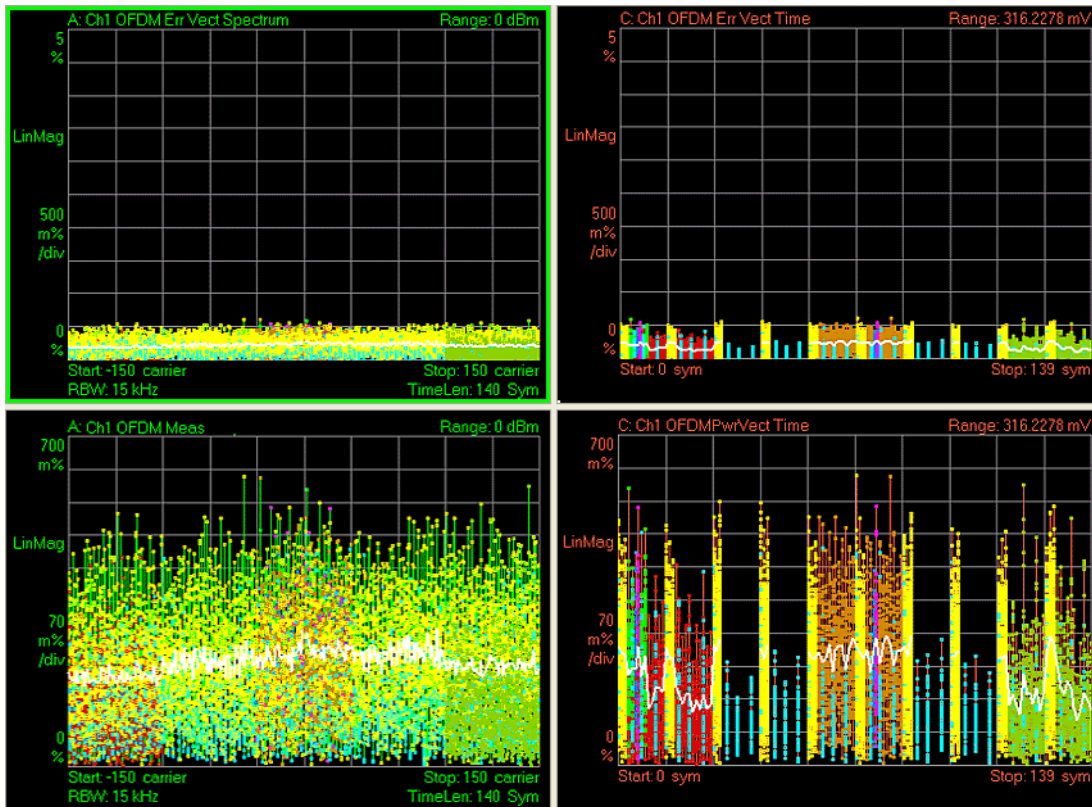 A: Ch1 OFDM Err Vect Spectrum Range: 0 dBm
5
%
LinMag
500
m%
/div
0
%
Start: -150 carrier Stop: 150 carrier
RBW: 15 kHz TimeLen: 140 Sym
C: Ch1 OFDM Err Vect Time Range: 316.2278 mV
5
%
LinMag
500
m%
/div
0
%
Start: 0 sym Stop: 139 sym
A: Ch1 OFDM Meas Range: 0 dBm
700
m%
LinMag
70
m%
/div
0
%
Start: -150 carrier Stop: 150 carrier
RBW: 15 kHz TimeLen: 140 Sym
C: Ch1 OFDMPwrVect Time Range: 316.2278 mV
700
m%
LinMag
70
m%
/div
0
%
Start: 0 sym Stop: 139 sym